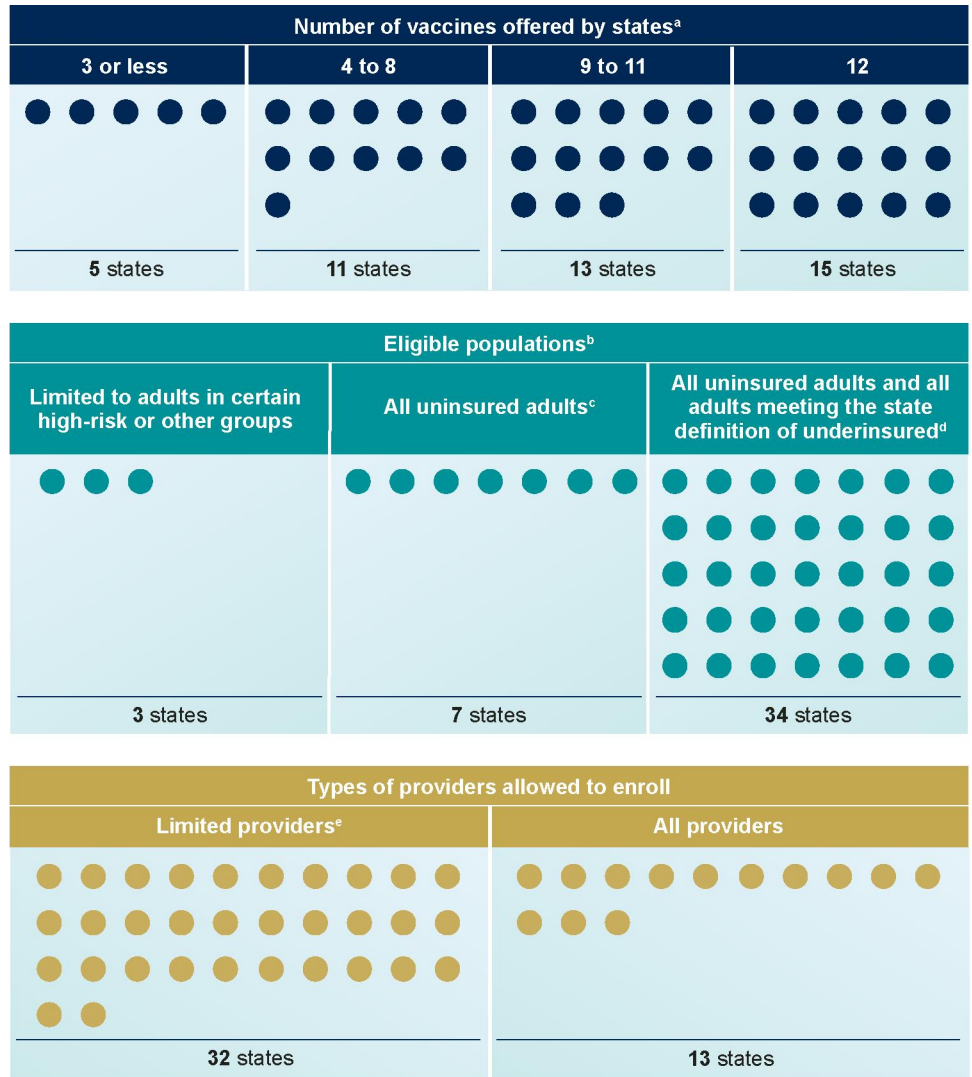 Number of vaccines offered by statesᵃ
3 or less
4 to 8
9 to 11
12
5 states
11 states
13 states
15 states
Eligible populationsᵇ
Limited to adults in certain
high-risk or other groups
All uninsured adultsᶜ
All uninsured adults and all
adults meeting the state
definition of underinsuredᵈ
3 states
7 states
34 states
Types of providers allowed to enroll
Limited providersᵉ
All providers
32 states
13 states